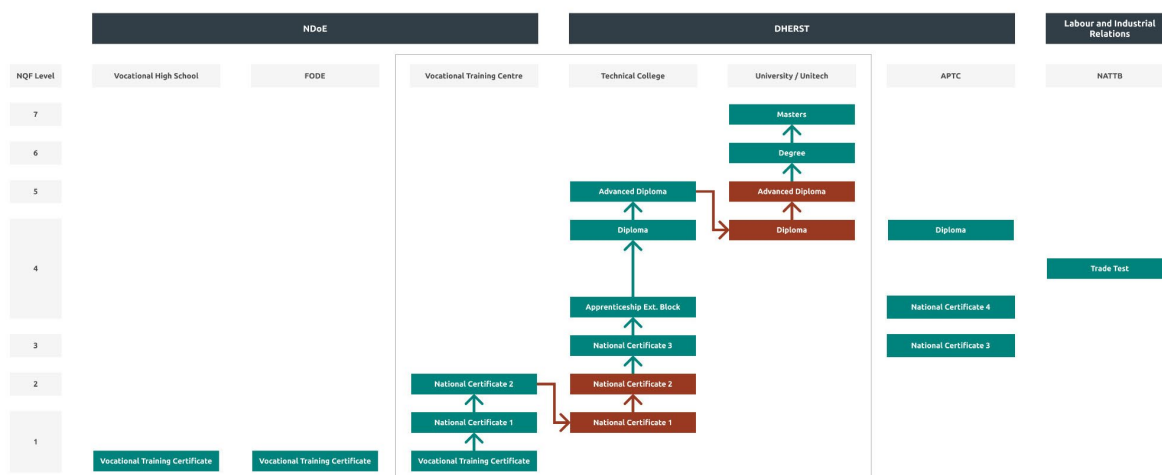 NDoE
DHERST
Labour and Industrial
Relations
NQF Level
Vocational High School
FODE
Vocational Training Centre
Technical College
University / Unitech
APTC
NATTB
7
Masters
6
Degree
5
Advanced Diploma
Advanced Diploma
Diploma
Diploma
Diploma
4
Trade Test
Apprenticeship Ext. Block
National Certificate 4
3
National Certificate 3
National Certificate 3
2
National Certificate 2
National Certificate 2
National Certificate 1
National Certificate 1
1
Vocational Training Certificate
Vocational Training Certificate
Vocational Training Certificate